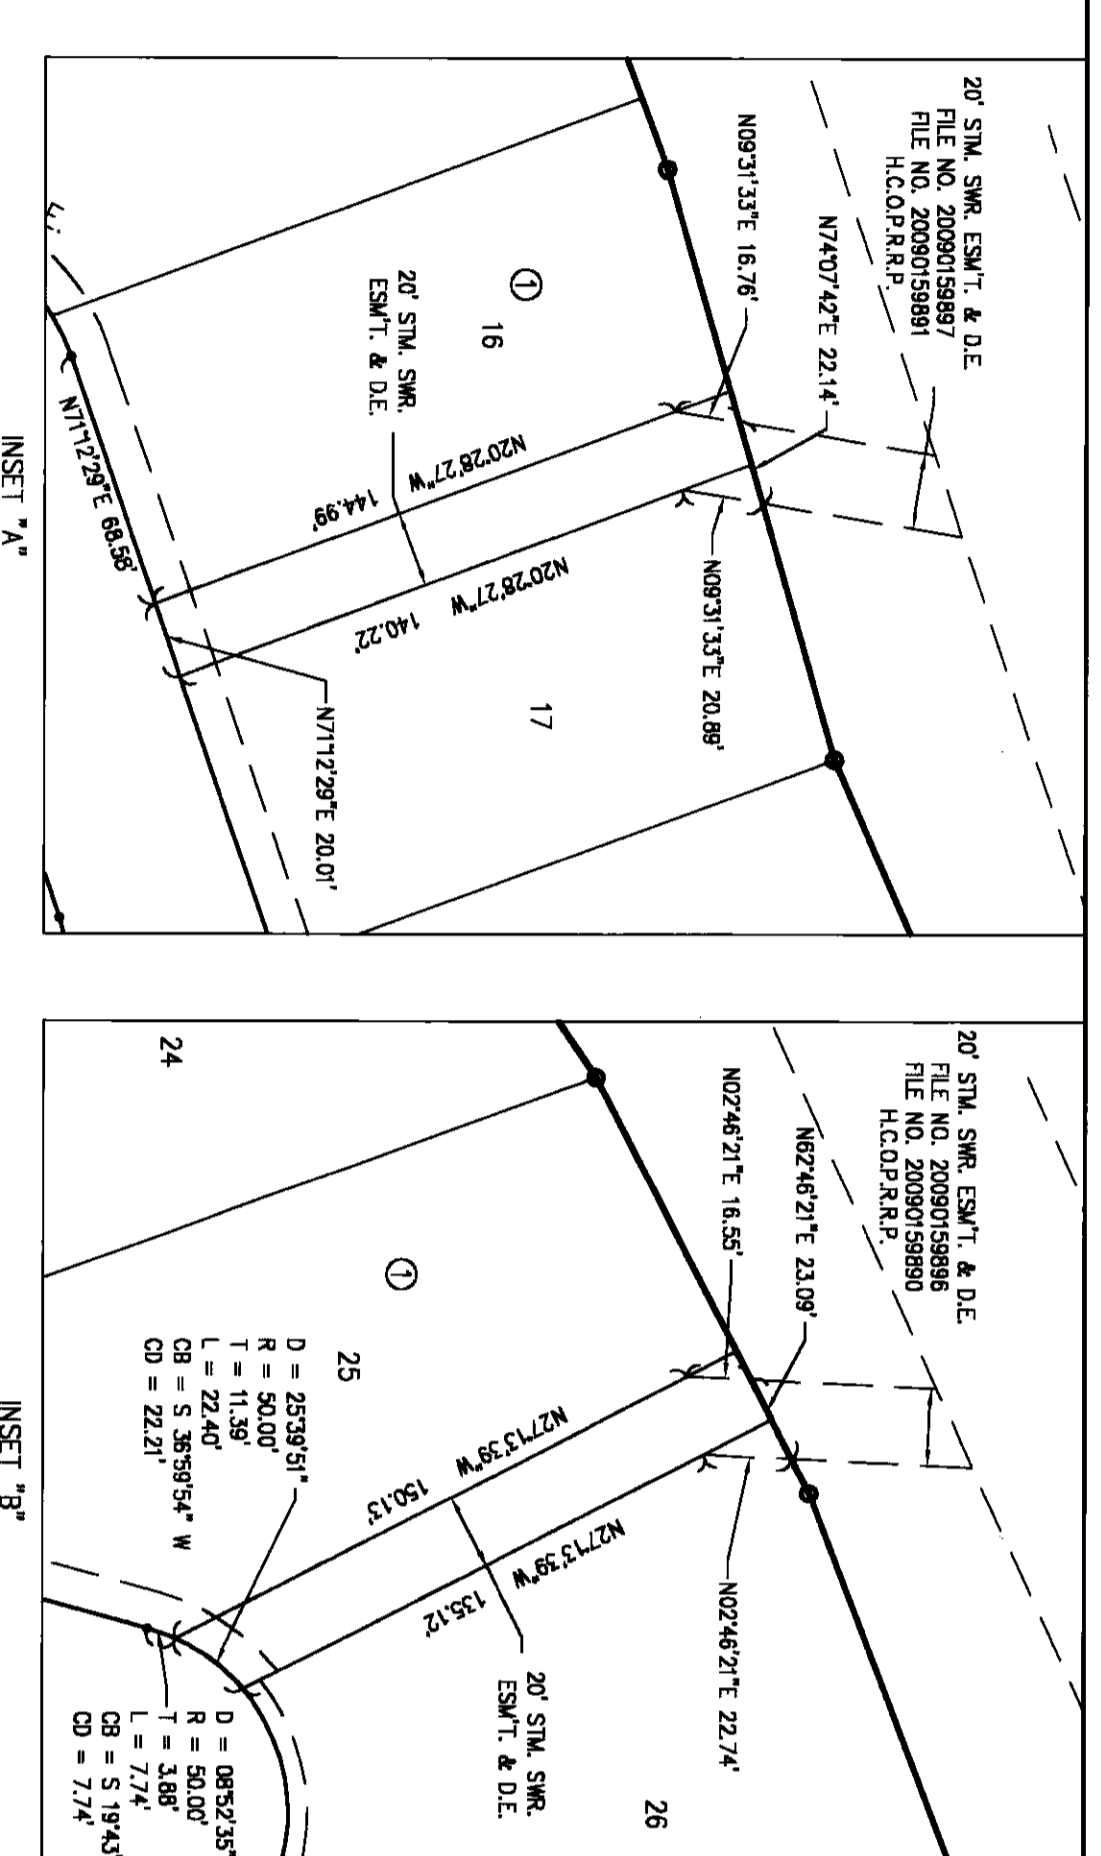 20' STM. SWR. ESM'T. & D.E.
FILE NO. 20090159897
FILE NO. 20090159891
H.C.O.P.R.R.P.
N74°07'42"E 22.14'
N09°31'33"E 16.76'
①
16
20' STM. SWR.
ESM'T. & D.E.
N20°28'27"W
144.99'
N20°28'27"W
140.22'
N09°31'33"E 20.89'
17
N71°12'29"E 68.58'
N71°12'29"E 20.01'
INSET "A"
20' STM. SWR. ESM'T. & D.E.
FILE NO. 20090159896
FILE NO. 20090159890
H.C.O.P.R.R.P.
N62°46'21"E 23.09'
N02°46'21"E 16.55'
24
①
25
D = 25°39'51"
R = 50.00'
T = 11.39'
L = 22.40'
CB = S 36°59'54" W
CD = 22.21'
N27°13'39"W
150.13'
N27°13'39"W
135.12'
N02°46'21"E 22.74'
26
20' STM. SWR.
ESM'T. & D.E.
D = 08°52'35"
R = 50.00'
T = 3.88'
L = 7.74'
CB = S 19°43'
CD = 7.74'
INSET "B"